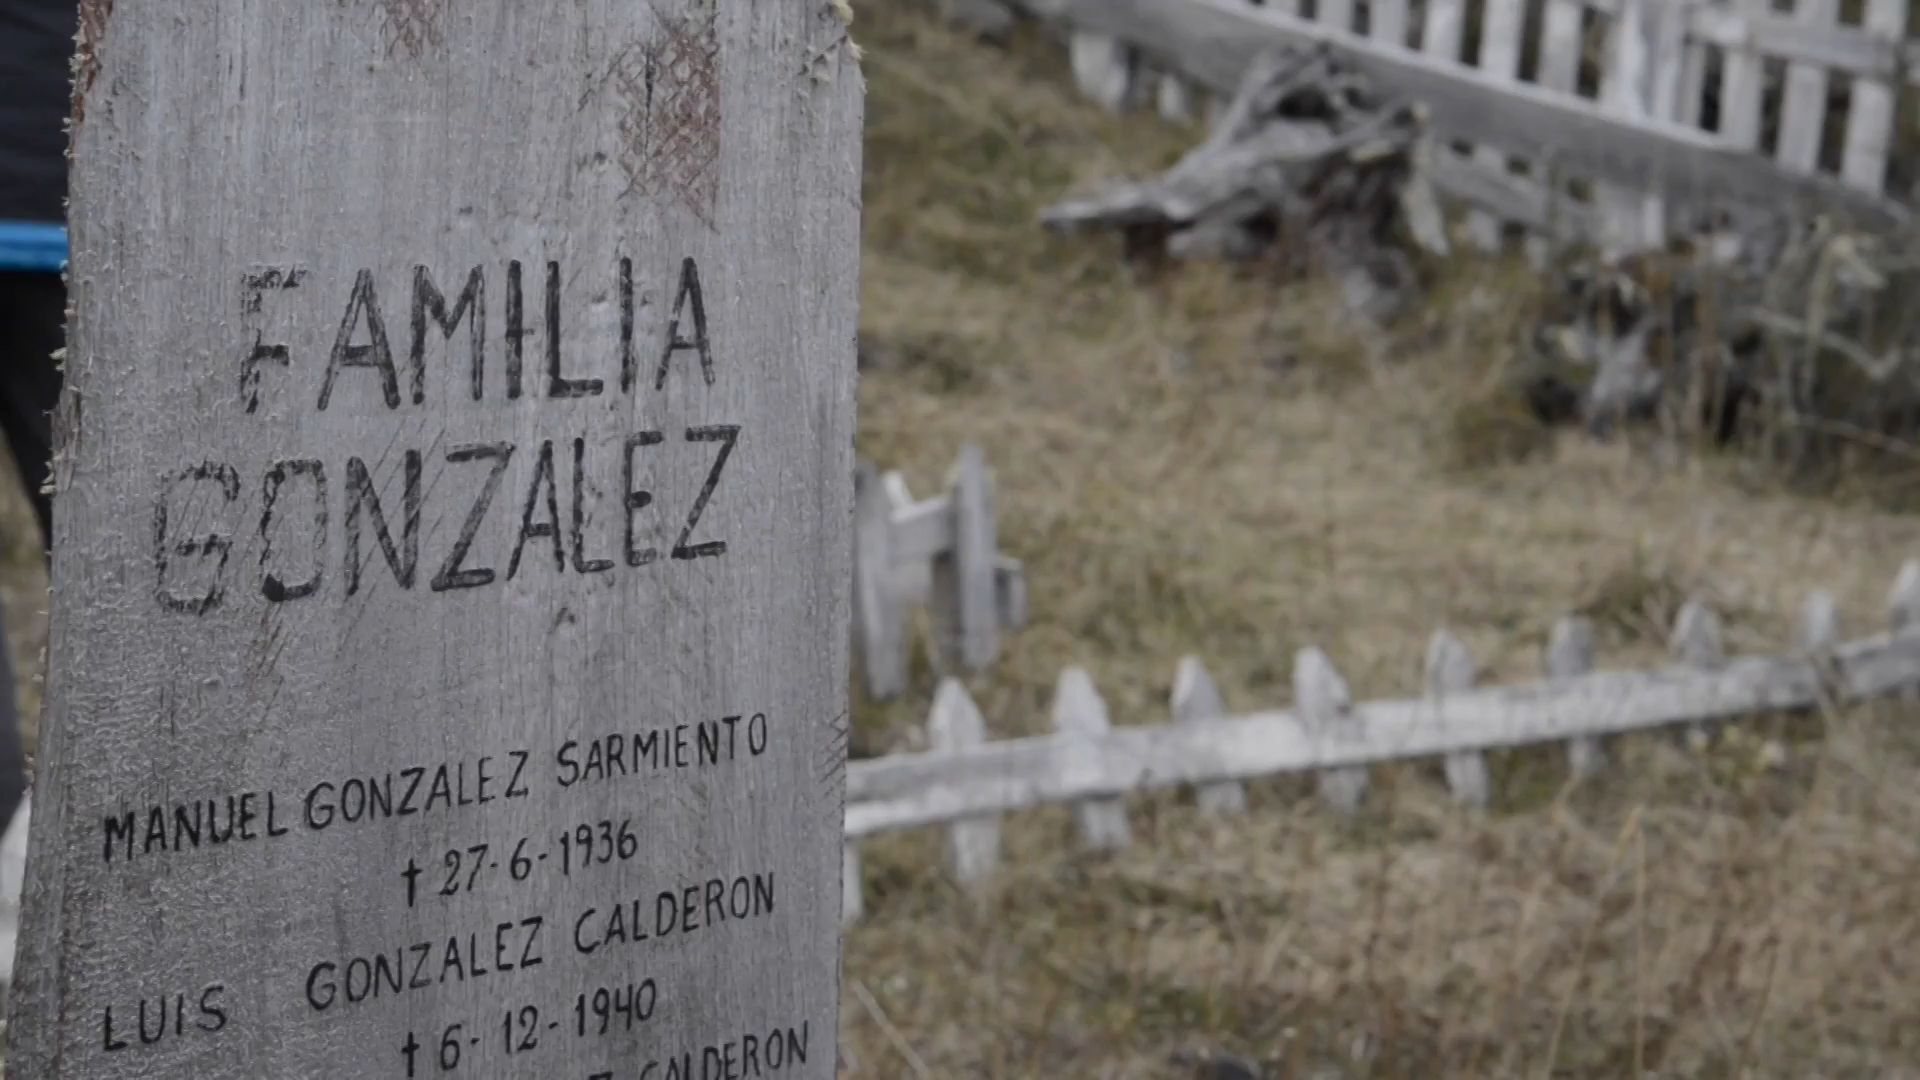 FAMILIA
GONZALEZ
MANUEL GONZALEZ SARMIENTO
† 27-6-1936
LUIS GONZALEZ CALDERON
† 6-12-1940
CALDERON